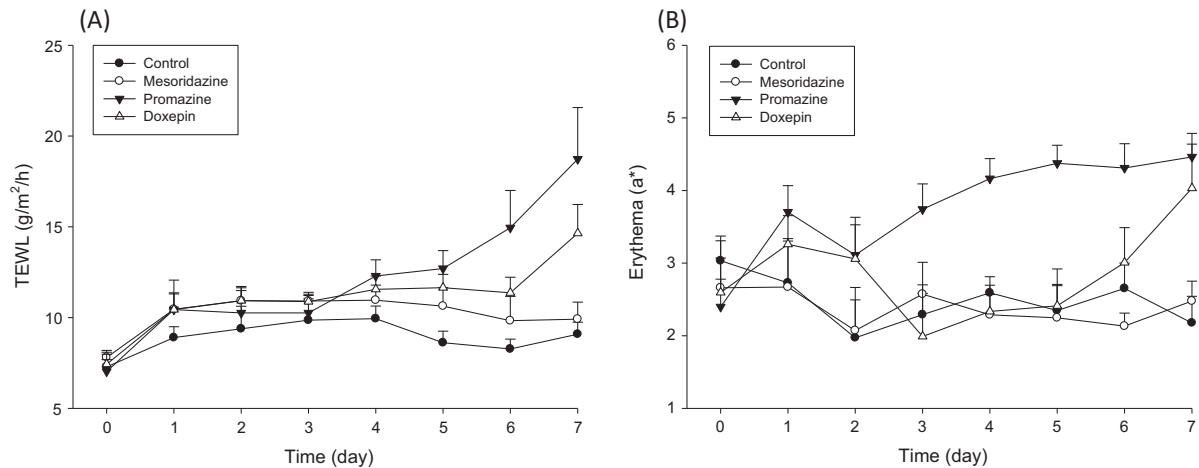 (A)
25
20
15
10
5
TEWL (g/m²/h)
Control
Mesoridazine
Promazine
Doxepin
0 1 2 3 4 5 6 7
Time (day)
(B)
6
5
4
3
2
1
Erythema (a*)
Control
Mesoridazine
Promazine
Doxepin
0 1 2 3 4 5 6 7
Time (day)